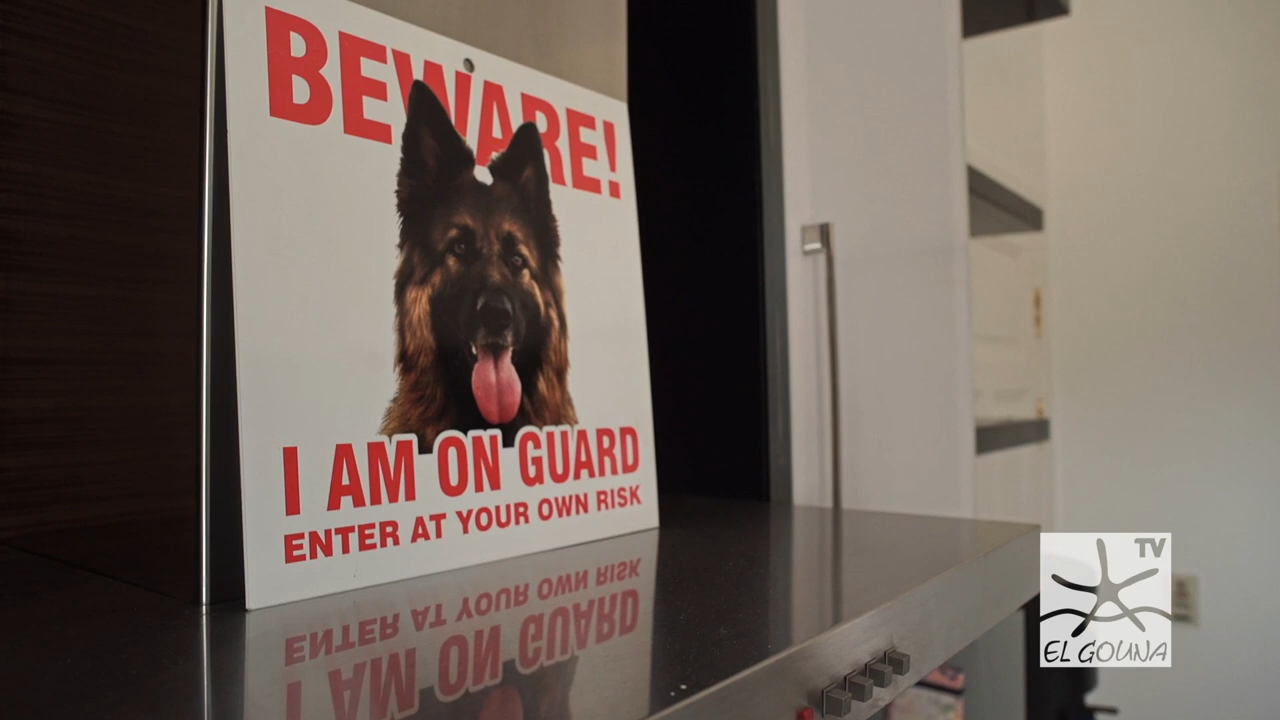 BEWARE!
I AM ON GUARD
ENTER AT YOUR OWN RISK
TV
EL GOUNA